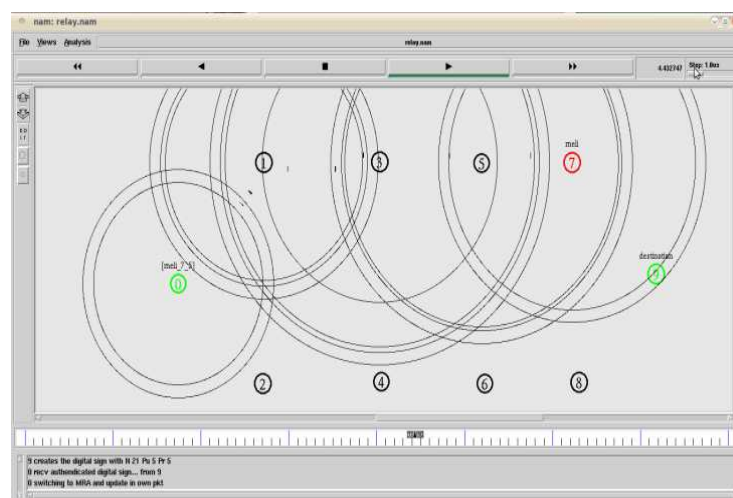 nam: relay.nam
File Views Analysis relay.nam
4.432747 Step: 1.0us
1 3 5 meli
7
[meli_7_5]
0
destination
9
2 4 6 8
9 creates the digital sign with N 21 Pu 5 Pr 5
0 recv authendicated digital sign... from 9
0 switching to MRA and update in own pkt